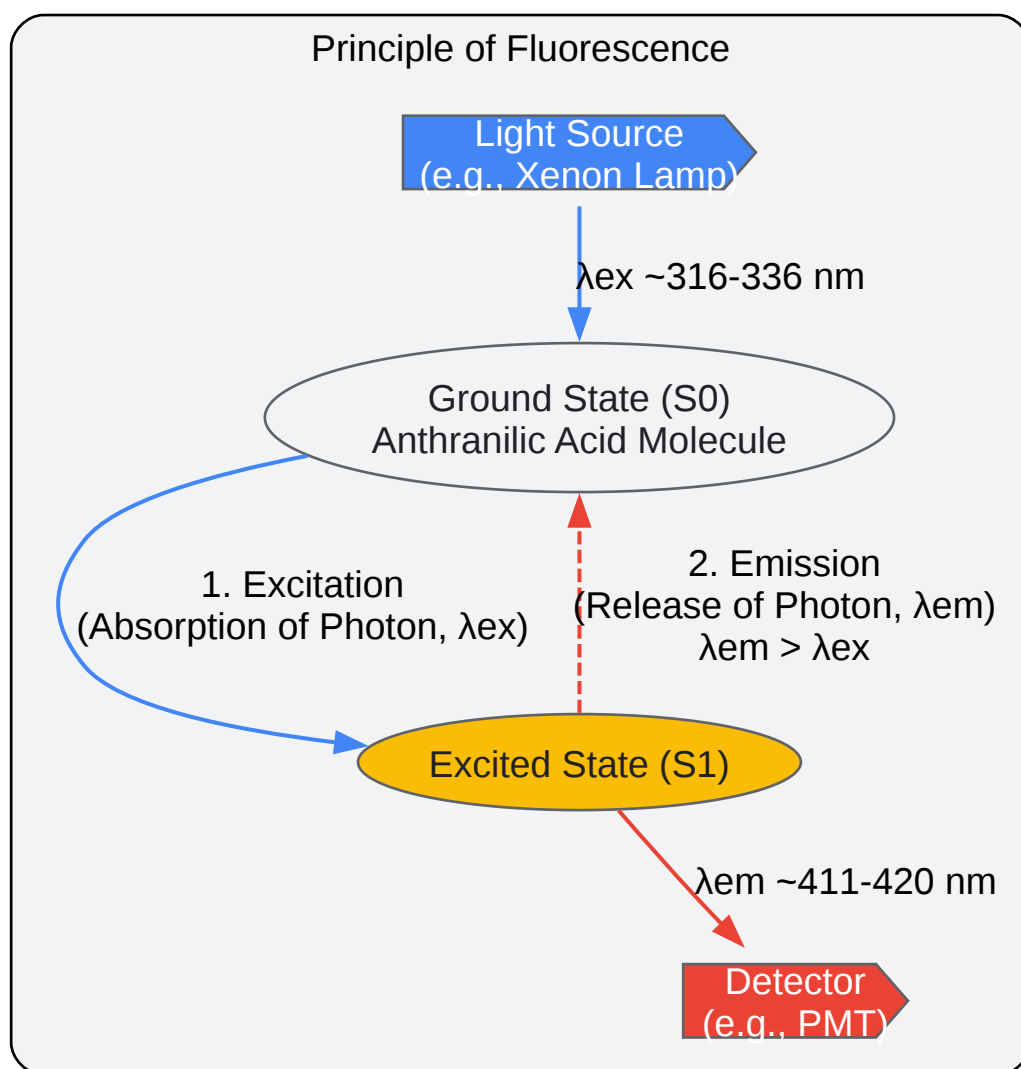 Principle of Fluorescence
Light Source
(e.g., Xenon Lamp)
λex ~316-336 nm
Ground State (S0)
Anthranilic Acid Molecule
1. Excitation
(Absorption of Photon, λex)
2. Emission
(Release of Photon, λem)
λem > λex
Excited State (S1)
λem ~411-420 nm
Detector
(e.g., PMT)